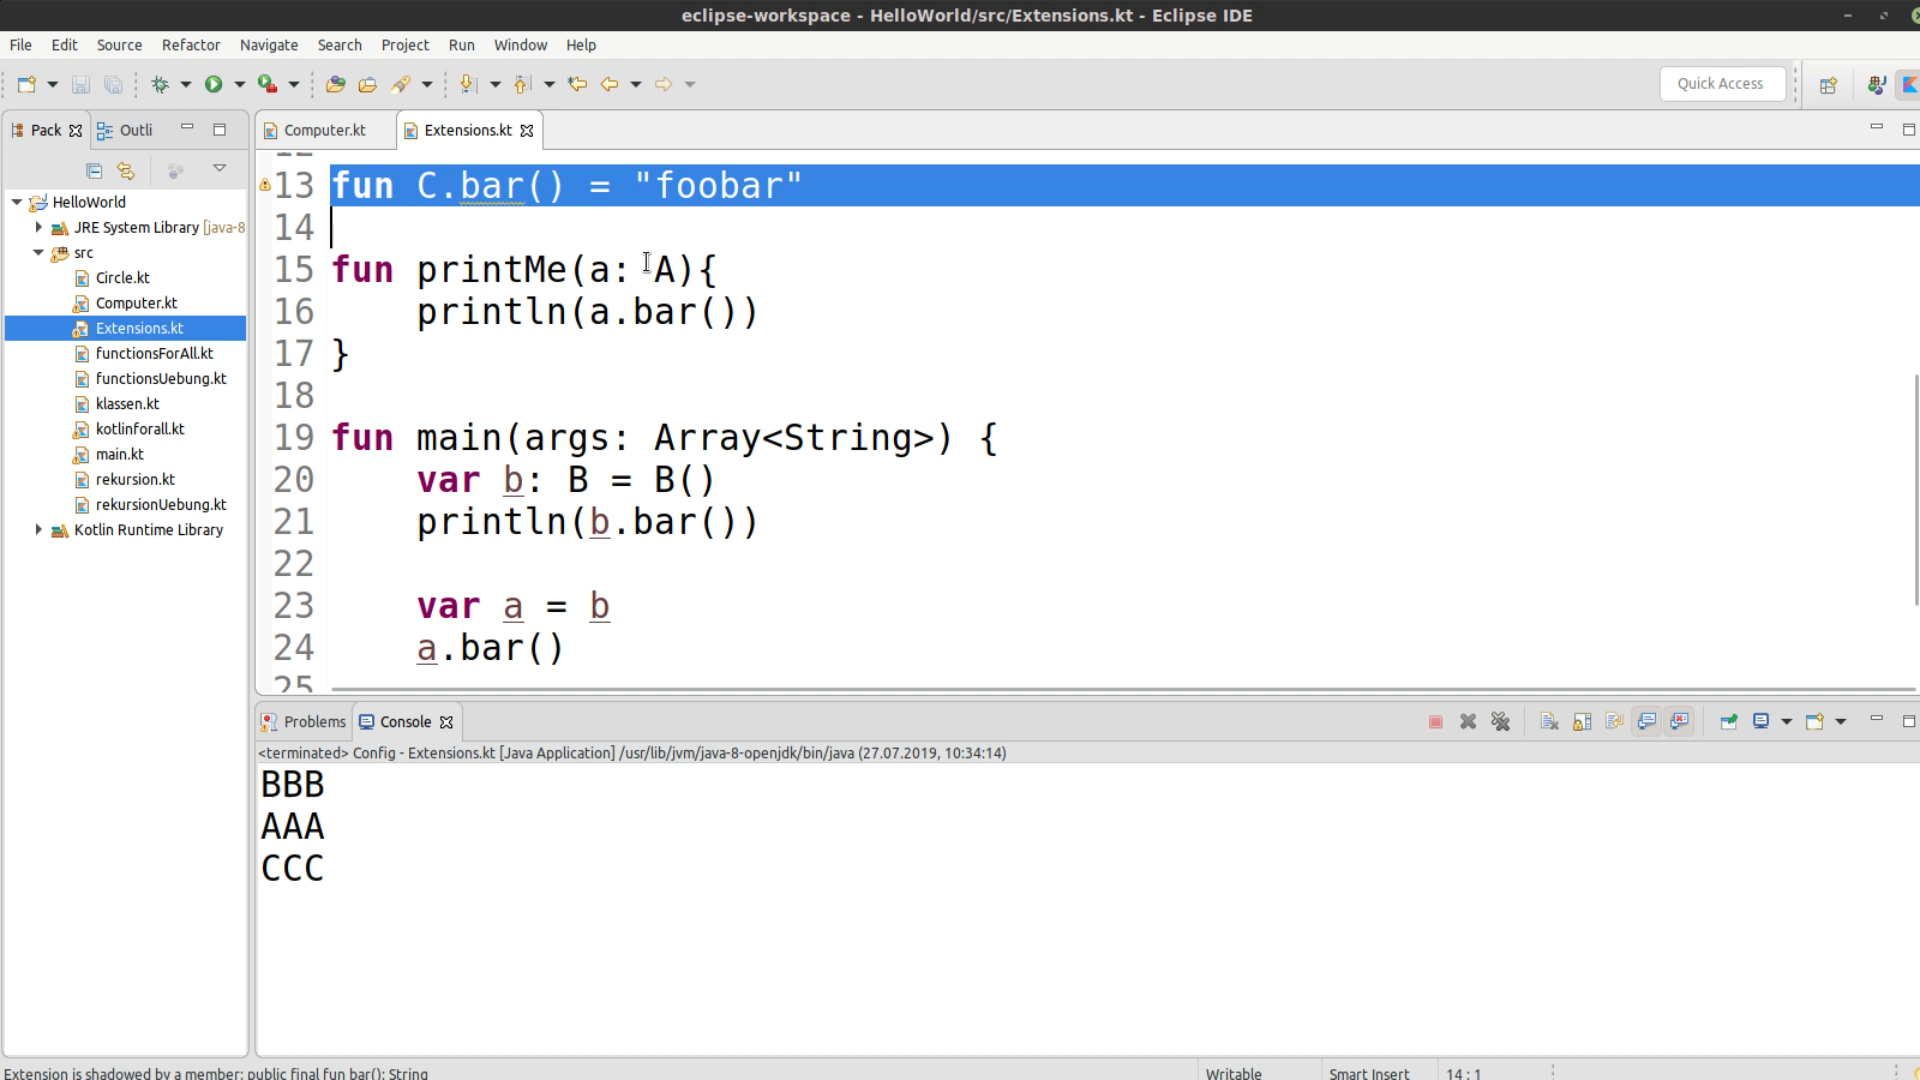 eclipse-workspace - HelloWorld/src/Extensions.kt - Eclipse IDE
File Edit Source Refactor Navigate Search Project Run Window Help
Quick Access
Pack Outli
Computer.kt Extensions.kt
HelloWorld
JRE System Library [java-8
src
Circle.kt
Computer.kt
Extensions.kt
functionsForAll.kt
functionsUebung.kt
klassen.kt
kotlinforall.kt
main.kt
rekursion.kt
rekursionUebung.kt
Kotlin Runtime Library
13 fun C.bar() = "foobar"
14
15 fun printMe(a: A){
16 println(a.bar())
17 }
18
19 fun main(args: Array<String>) {
20 var b: B = B()
21 println(b.bar())
22
23 var a = b
24 a.bar()
25
Problems Console
<terminated> Config - Extensions.kt [Java Application] /usr/lib/jvm/java-8-openjdk/bin/java (27.07.2019, 10:34:14)
BBB
AAA
CCC
Extension is shadowed by a member: public final fun bar(): String
Writable Smart Insert 14 : 1